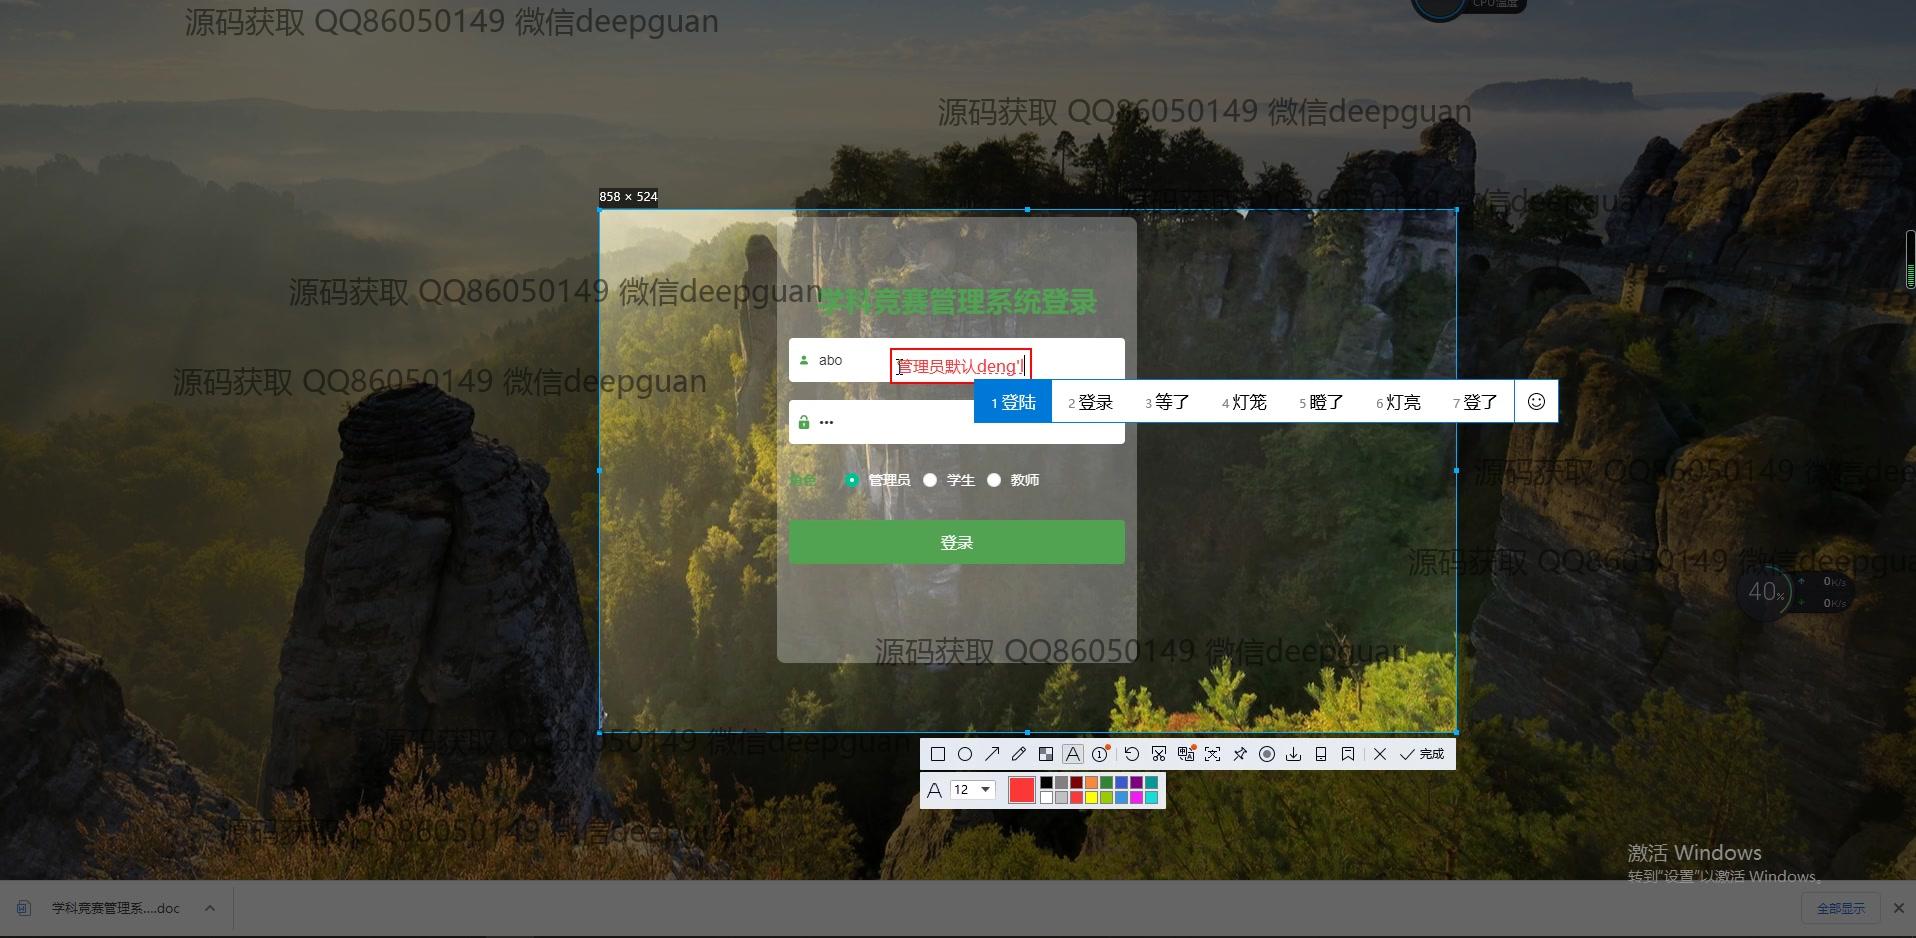 源码获取 QQ86050149 微信deepguan
CPU温度
源码获取 QQ86050149 微信deepguan
858 × 524
源码获取 QQ86050149 微信deepguan
源码获取 QQ86050149 微信deepguan
学科竞赛管理系统登录
abo
管理员默认deng'l
源码获取 QQ86050149 微信deepguan
1 登陆 2 登录 3 等了 4 灯笼 5 瞪了 6 灯亮 7 登了
•••
源码获取 QQ86050149 微信deep
角色 管理员 学生 教师
登录
源码获取 QQ86050149 微信deepgua
40%
0K/s
0K/s
源码获取 QQ86050149 微信deepguan
源码获取 QQ86050149 微信deepguan
完成
A 12
源码获取 QQ86050149 微信deepguan
激活 Windows
转到"设置"以激活 Windows。
学科竞赛管理系....doc
全部显示